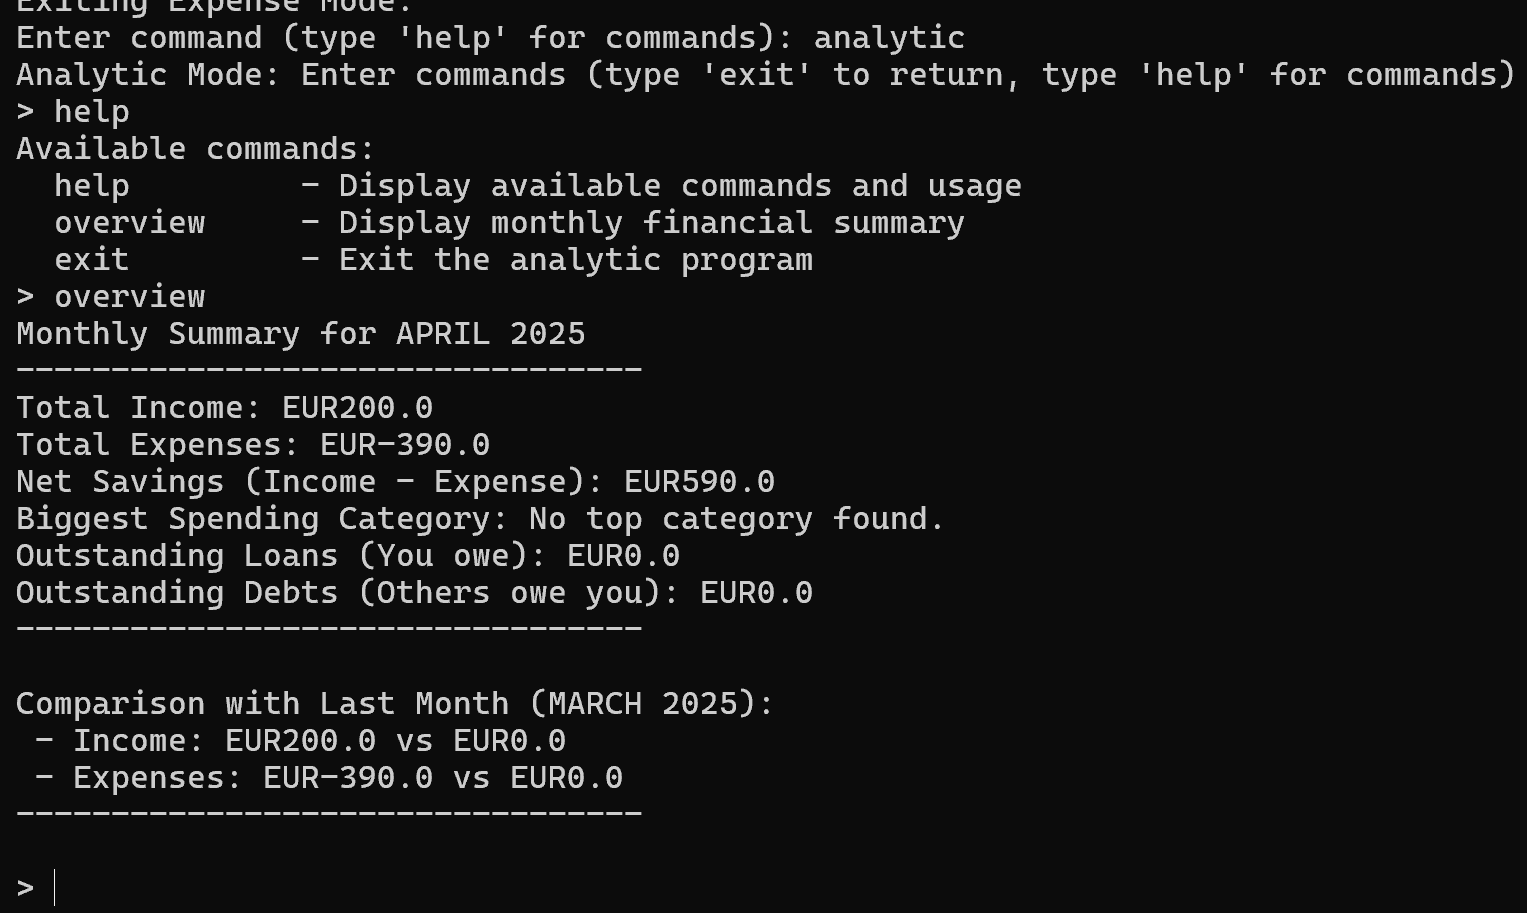 Exiting Expense Mode.
Enter command (type 'help' for commands): analytic
Analytic Mode: Enter commands (type 'exit' to return, type 'help' for commands)
> help
Available commands:
  help         - Display available commands and usage
  overview     - Display monthly financial summary
  exit         - Exit the analytic program
> overview
Monthly Summary for APRIL 2025
---------------------------------
Total Income: EUR200.0
Total Expenses: EUR-390.0
Net Savings (Income - Expense): EUR590.0
Biggest Spending Category: No top category found.
Outstanding Loans (You owe): EUR0.0
Outstanding Debts (Others owe you): EUR0.0
---------------------------------

Comparison with Last Month (MARCH 2025):
 - Income: EUR200.0 vs EUR0.0
 - Expenses: EUR-390.0 vs EUR0.0
---------------------------------

>